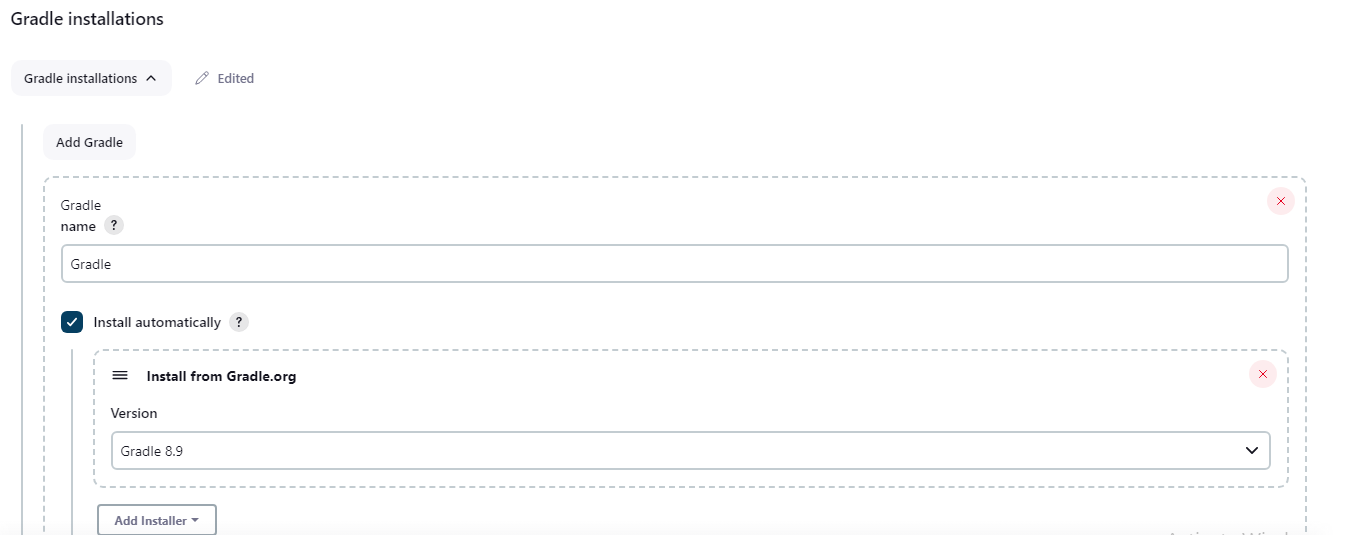 Gradle installations
Gradle installations
Edited
Add Gradle
Gradle
name ?
Gradle
Install automatically ?
Install from Gradle.org
Version
Gradle 8.9
Add Installer